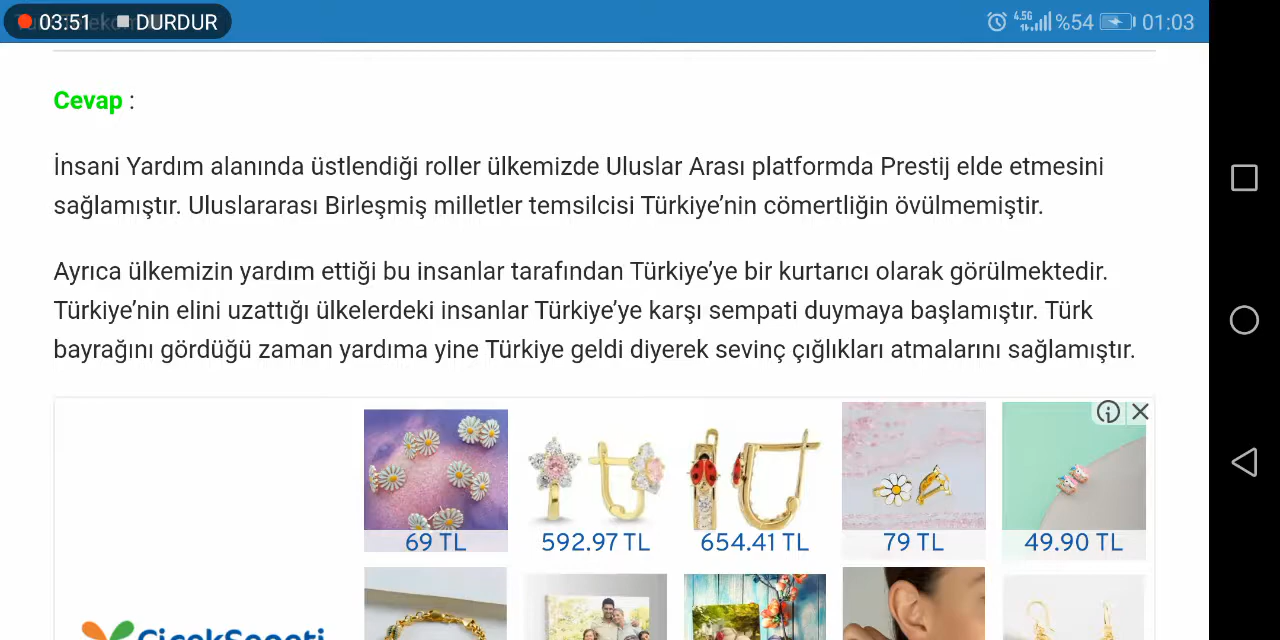 03:51 DURDUR
4.5G %54 01:03
Cevap :
İnsani Yardım alanında üstlendiği roller ülkemizde Uluslar Arası platformda Prestij elde etmesini
sağlamıştır. Uluslararası Birleşmiş milletler temsilcisi Türkiye’nin cömertliğin övülmemiştir.
Ayrıca ülkemizin yardım ettiği bu insanlar tarafından Türkiye’ye bir kurtarıcı olarak görülmektedir.
Türkiye’nin elini uzattığı ülkelerdeki insanlar Türkiye’ye karşı sempati duymaya başlamıştır. Türk
bayrağını gördüğü zaman yardıma yine Türkiye geldi diyerek sevinç çığlıkları atmalarını sağlamıştır.
69 TL 592.97 TL 654.41 TL 79 TL 49.90 TL
ÇiçekSepeti